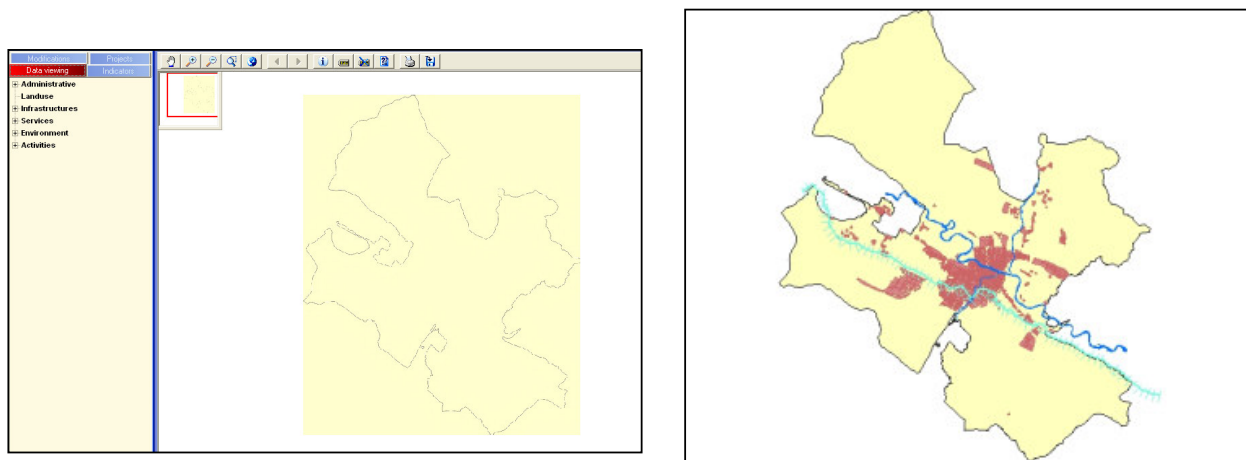 Modifications
Projects
Data viewing
Indicators
Administrative
Landuse
Infrastructures
Services
Environment
Activities